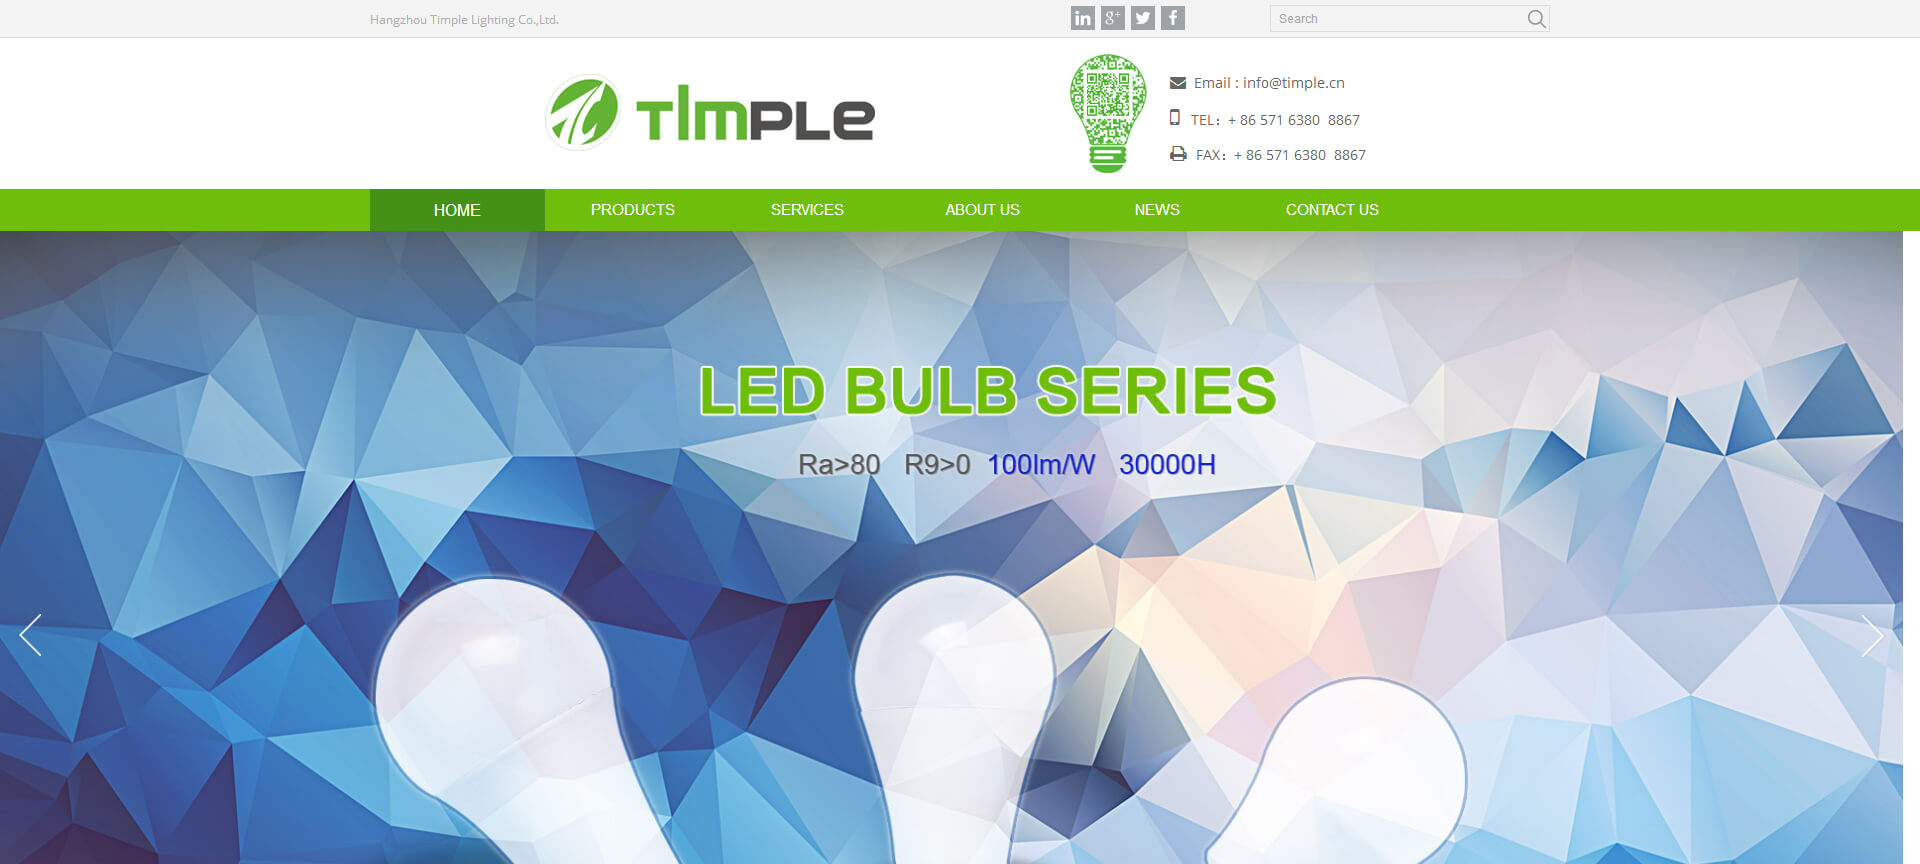 Hangzhou Timple Lighting Co.,Ltd.
in g+ f
Search
TImPLE
Email : info@timple.cn
TEL： + 86 571 6380 8867
FAX： + 86 571 6380 8867
HOME PRODUCTS SERVICES ABOUT US NEWS CONTACT US
LED BULB SERIES
Ra>80 R9>0 100lm/W 30000H